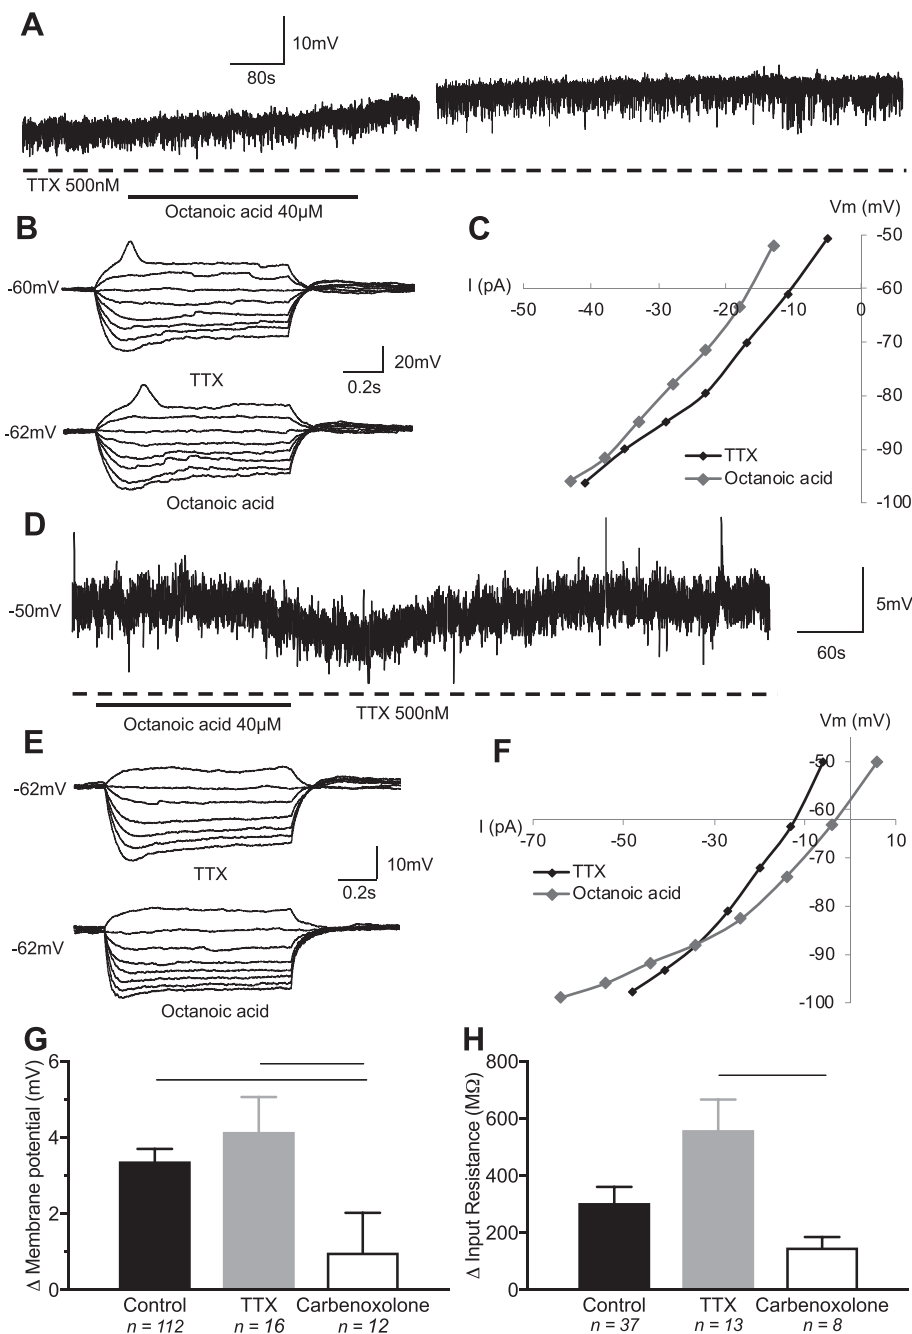 A
10mV
80s
TTX 500nM
Octanoic acid 40µM
B
-60mV
20mV
0.2s
TTX
-62mV
Octanoic acid
C
Vm (mV)
I (pA)
-50 -40 -30 -20 -10 0
-50
-60
-70
-80
-90
-100
TTX
Octanoic acid
D
-50mV
5mV
60s
Octanoic acid 40µM
TTX 500nM
E
-62mV
10mV
0.2s
TTX
-62mV
Octanoic acid
F
Vm (mV)
I (pA)
-70 -50 -30 -10 10
-50
-60
-70
-80
-90
-100
TTX
Octanoic acid
G
Δ Membrane potential (mV)
6
4
2
0
Control TTX Carbenoxolone
n = 112 n = 16 n = 12
H
Δ Input Resistance (MΩ)
800
600
400
200
0
Control TTX Carbenoxolone
n = 37 n = 13 n = 8